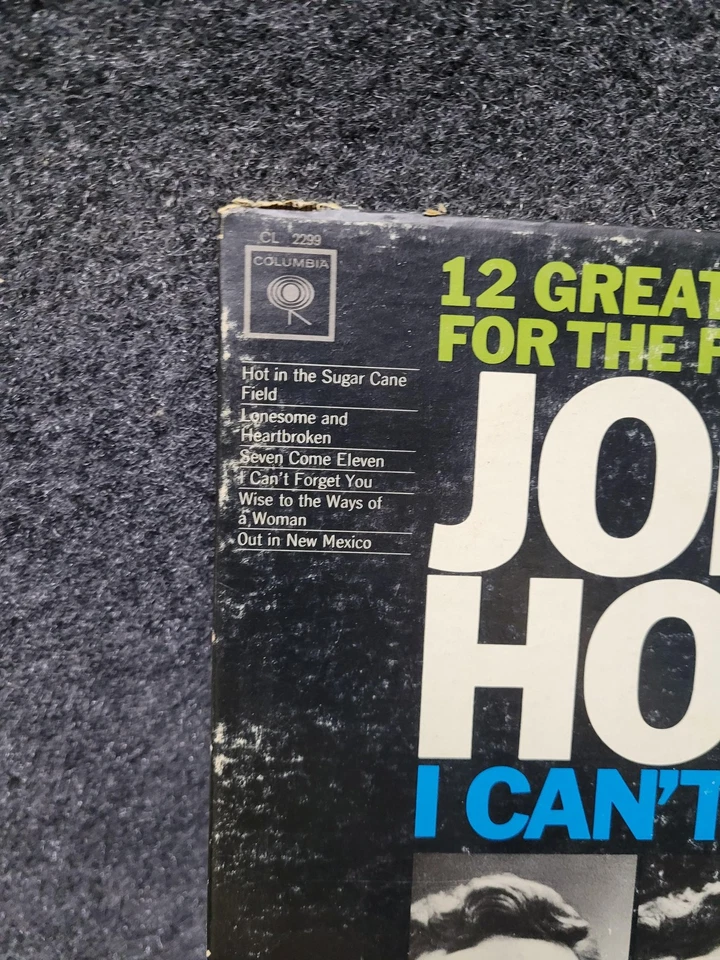 CL 2299
COLUMBIA
12 GREAT
FOR THE F
JO
HO
I CAN'T
Hot in the Sugar Cane
Field
Lonesome and
Heartbroken
Seven Come Eleven
I Can't Forget You
Wise to the Ways of
a Woman
Out in New Mexico